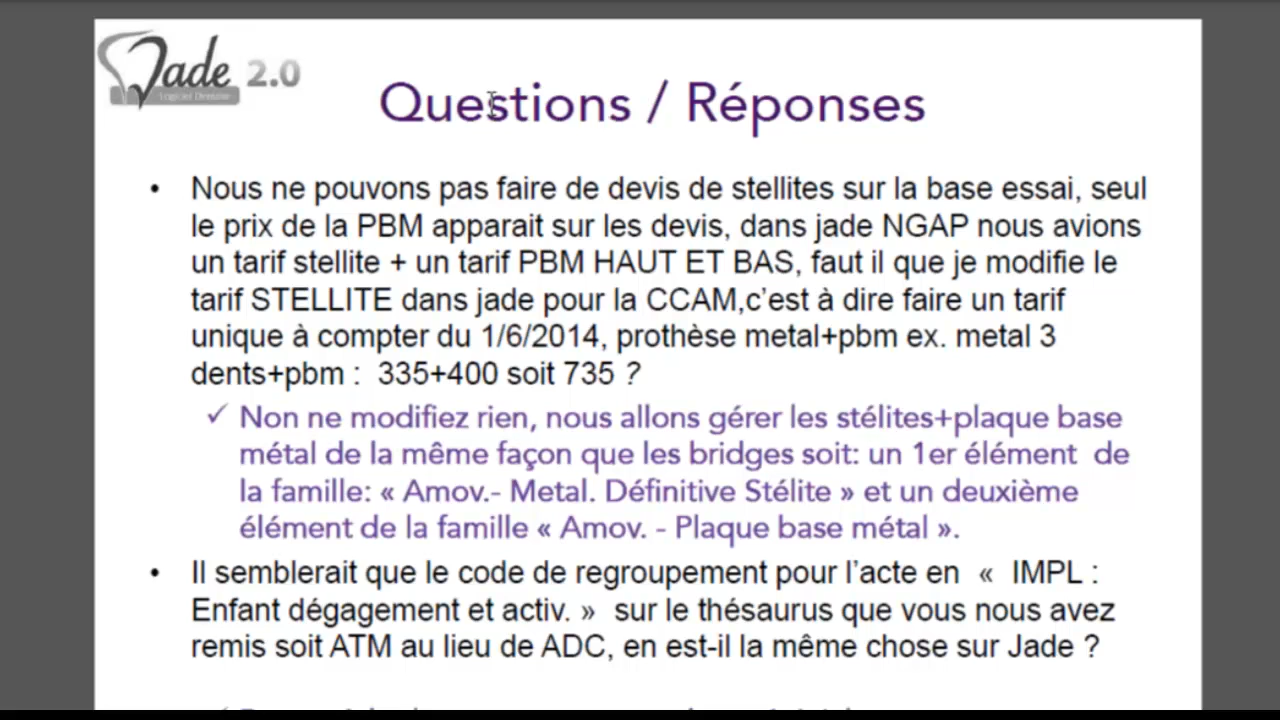 Jade 2.0
Logiciel Dentaire
Questions / Réponses
• Nous ne pouvons pas faire de devis de stellites sur la base essai, seul
le prix de la PBM apparait sur les devis, dans jade NGAP nous avions
un tarif stellite + un tarif PBM HAUT ET BAS, faut il que je modifie le
tarif STELLITE dans jade pour la CCAM,c’est à dire faire un tarif
unique à compter du 1/6/2014, prothèse metal+pbm ex. metal 3
dents+pbm : 335+400 soit 735 ?
✓ Non ne modifiez rien, nous allons gérer les stélites+plaque base
métal de la même façon que les bridges soit: un 1er élément de
la famille: « Amov.- Metal. Définitive Stélite » et un deuxième
élément de la famille « Amov. - Plaque base métal ».
• Il semblerait que le code de regroupement pour l’acte en « IMPL :
Enfant dégagement et activ. » sur le thésaurus que vous nous avez
remis soit ATM au lieu de ADC, en est-il la même chose sur Jade ?